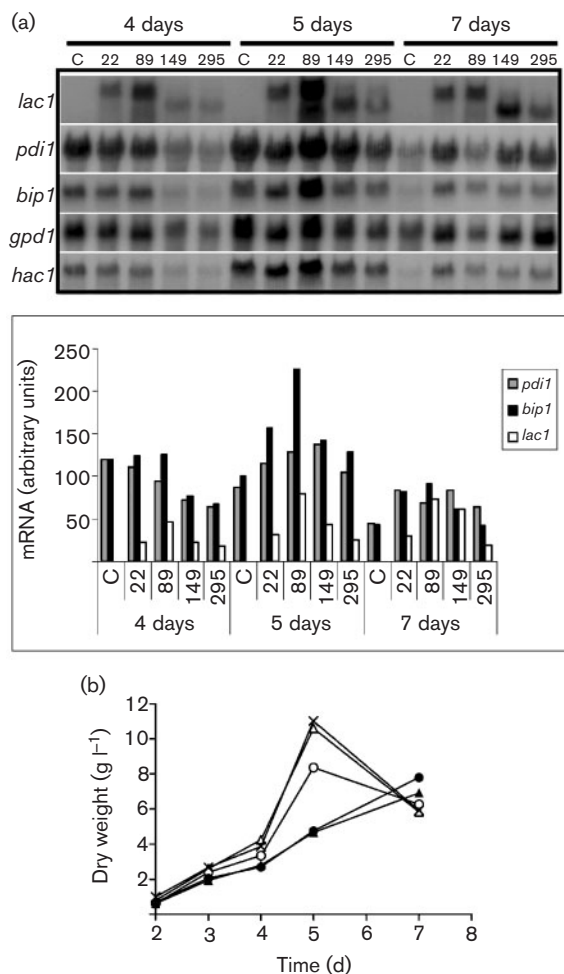 (a)
4 days 5 days 7 days
C 22 89 149 295 C 22 89 149 295 C 22 89 149 295
lac1
pdi1
bip1
gpd1
hac1
250
200
150
100
50
mRNA (arbitrary units)
pdi1
bip1
lac1
C 22 89 149 295 C 22 89 149 295 C 22 89 149 295
4 days 5 days 7 days
(b)
12
10
8
6
4
2
Dry weight (g l–1)
2 3 4 5 6 7 8
Time (d)